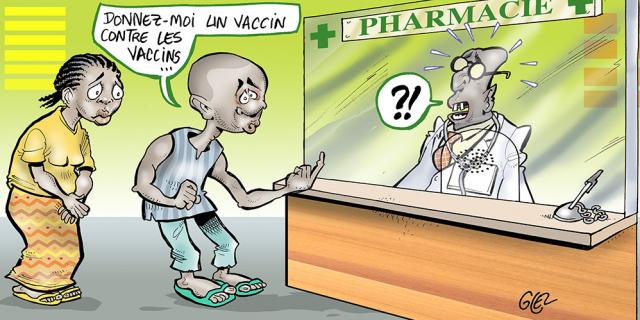 PHARMACIE
DONNEZ-MOI UN VACCIN
CONTRE LES
VACCINS
...
?!
GLEZ